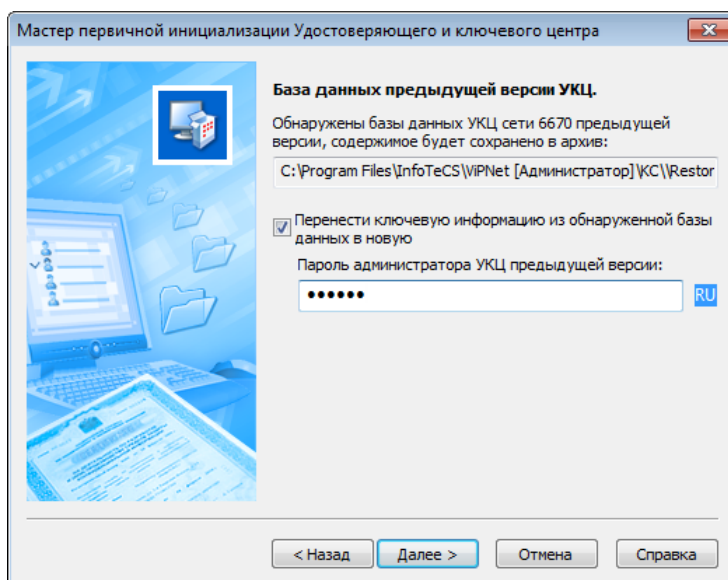 Мастер первичной инициализации Удостоверяющего и ключевого центра
База данных предыдущей версии УКЦ.
Обнаружены базы данных УКЦ сети 6670 предыдущей
версии, содержимое будет сохранено в архив:
C:\Program Files\InfoTeCS\ViPNet [Администратор]\KC\\Restor
Перенести ключевую информацию из обнаруженной базы
данных в новую
Пароль администратора УКЦ предыдущей версии:
••••••
RU
< Назад
Далее >
Отмена
Справка